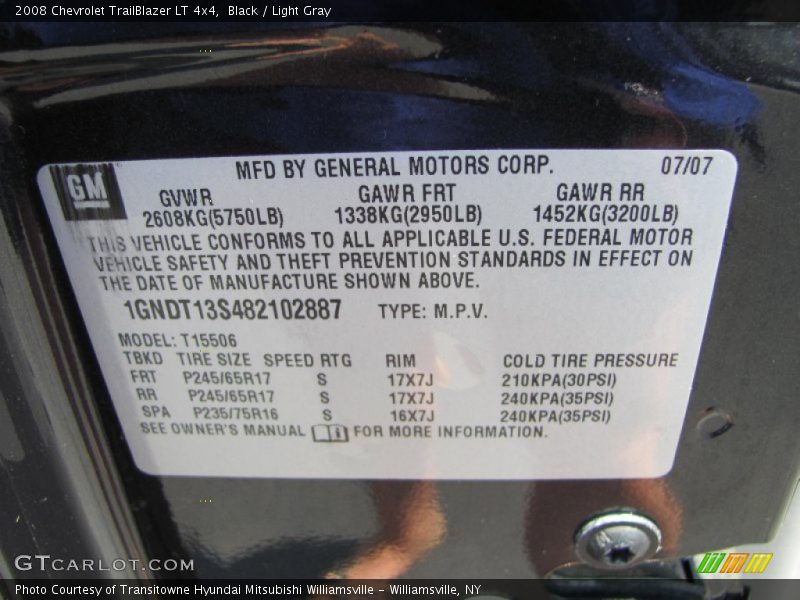 2008 Chevrolet TrailBlazer LT 4x4,  Black / Light Gray
GM
MFD BY GENERAL MOTORS CORP. 07/07
GVWR GAWR FRT GAWR RR
2608KG(5750LB) 1338KG(2950LB) 1452KG(3200LB)
THIS VEHICLE CONFORMS TO ALL APPLICABLE U.S. FEDERAL MOTOR
VEHICLE SAFETY AND THEFT PREVENTION STANDARDS IN EFFECT ON
THE DATE OF MANUFACTURE SHOWN ABOVE.
1GNDT13S482102887 TYPE: M.P.V.
MODEL: T15506
TBKD TIRE SIZE SPEED RTG RIM COLD TIRE PRESSURE
FRT P245/65R17 S 17X7J 210KPA(30PSI)
RR P245/65R17 S 17X7J 240KPA(35PSI)
SPA P235/75R16 S 16X7J 240KPA(35PSI)
SEE OWNER'S MANUAL FOR MORE INFORMATION.
GTCARLOT.COM
Photo Courtesy of Transitowne Hyundai Mitsubishi Williamsville - Williamsville, NY